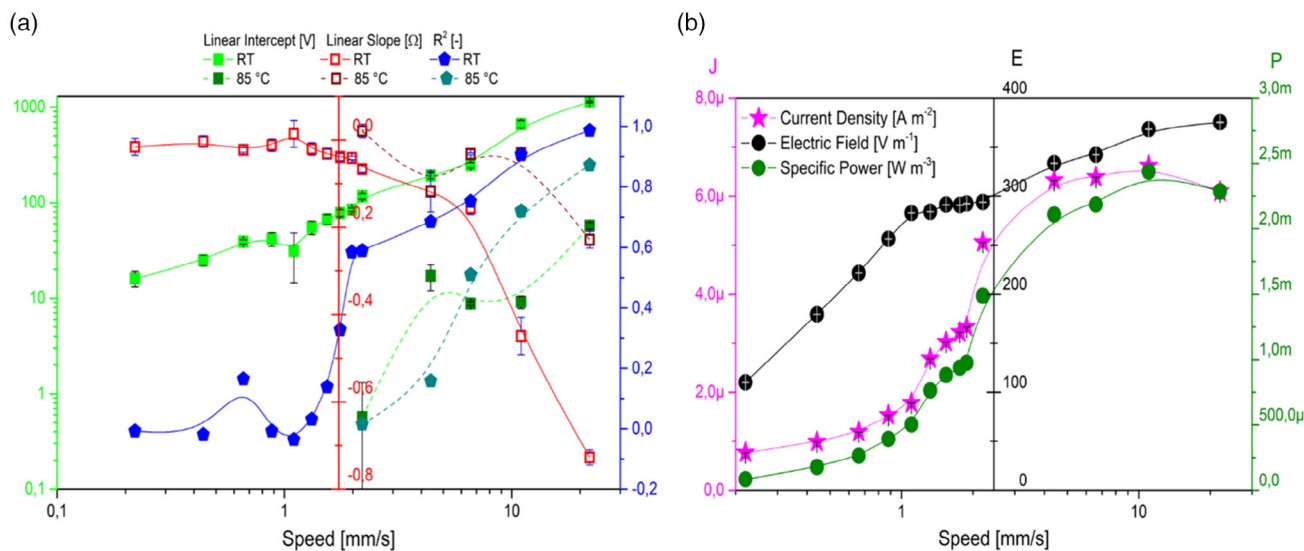 (a)
Linear Intercept [V] Linear Slope [Ω] R² [-]
RT RT RT
85 °C 85 °C 85 °C
1000
100
10
1
0,1
0,0
-0,2
-0,4
-0,6
-0,8
1,0
0,8
0,6
0,4
0,2
0,0
-0,2
0,1 1 10
Speed [mm/s]
(b)
J E P
8,0µ
6,0µ
4,0µ
2,0µ
0,0
400
300
200
100
0
3,0m
2,5m
2,0m
1,5m
1,0m
500,0µ
0,0
Current Density [A m⁻²]
Electric Field [V m⁻¹]
Specific Power [W m⁻³]
1 10
Speed [mm/s]